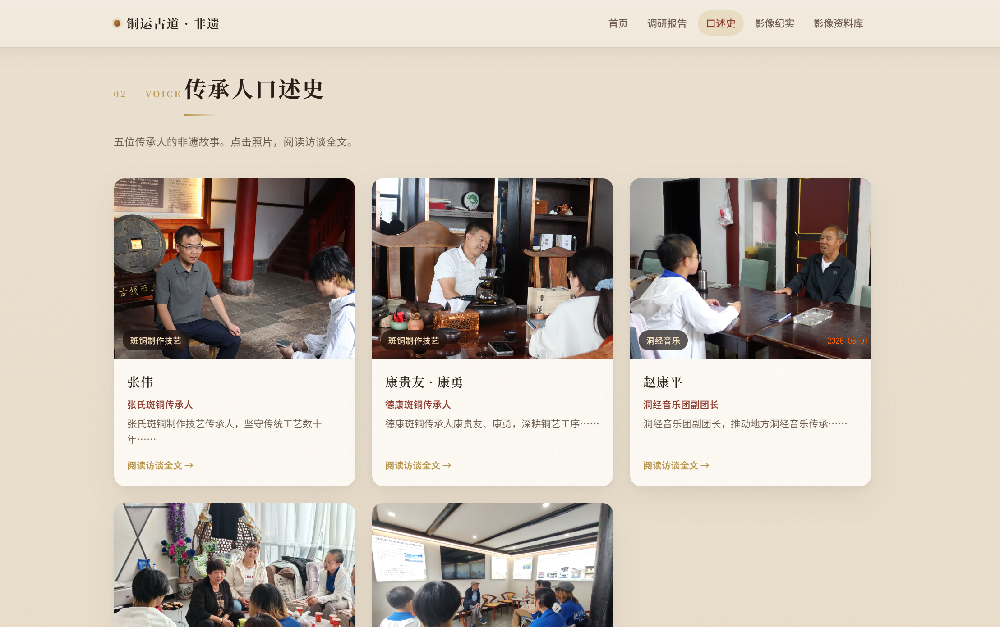 铜运古道 · 非遗
首页
调研报告
口述史
影像纪实
影像资料库
02 — VOICE 传承人口述史
五位传承人的非遗故事。点击照片，阅读访谈全文。
古钱币
斑铜制作技艺
斑铜制作技艺
洞经音乐
2026 08 01
张伟
张氏斑铜传承人
张氏斑铜制作技艺传承人，坚守传统工艺数十
年……
阅读访谈全文 →
康贵友 · 康勇
德康斑铜传承人
德康斑铜传承人康贵友、康勇，深耕铜艺工序……
阅读访谈全文 →
赵康平
洞经音乐团副团长
洞经音乐团副团长，推动地方洞经音乐传承……
阅读访谈全文 →